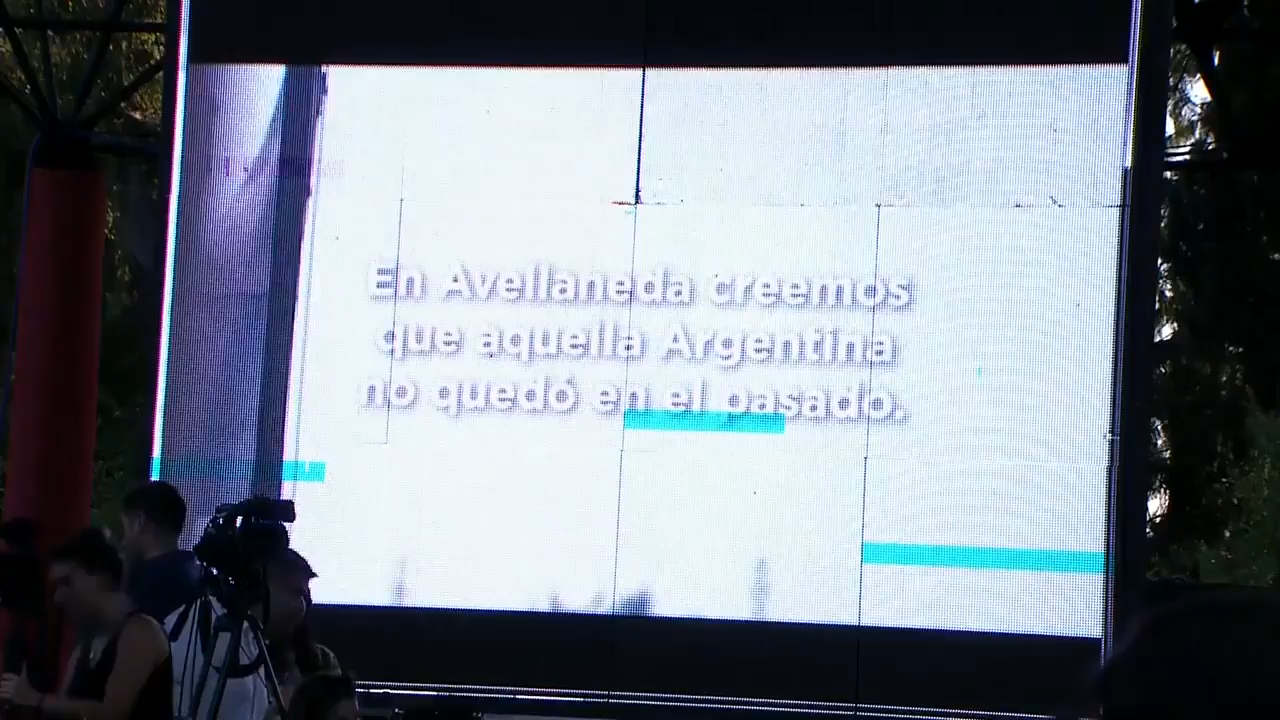 En Avellaneda creemos
que aquella Argentina
no quedó en el pasado.